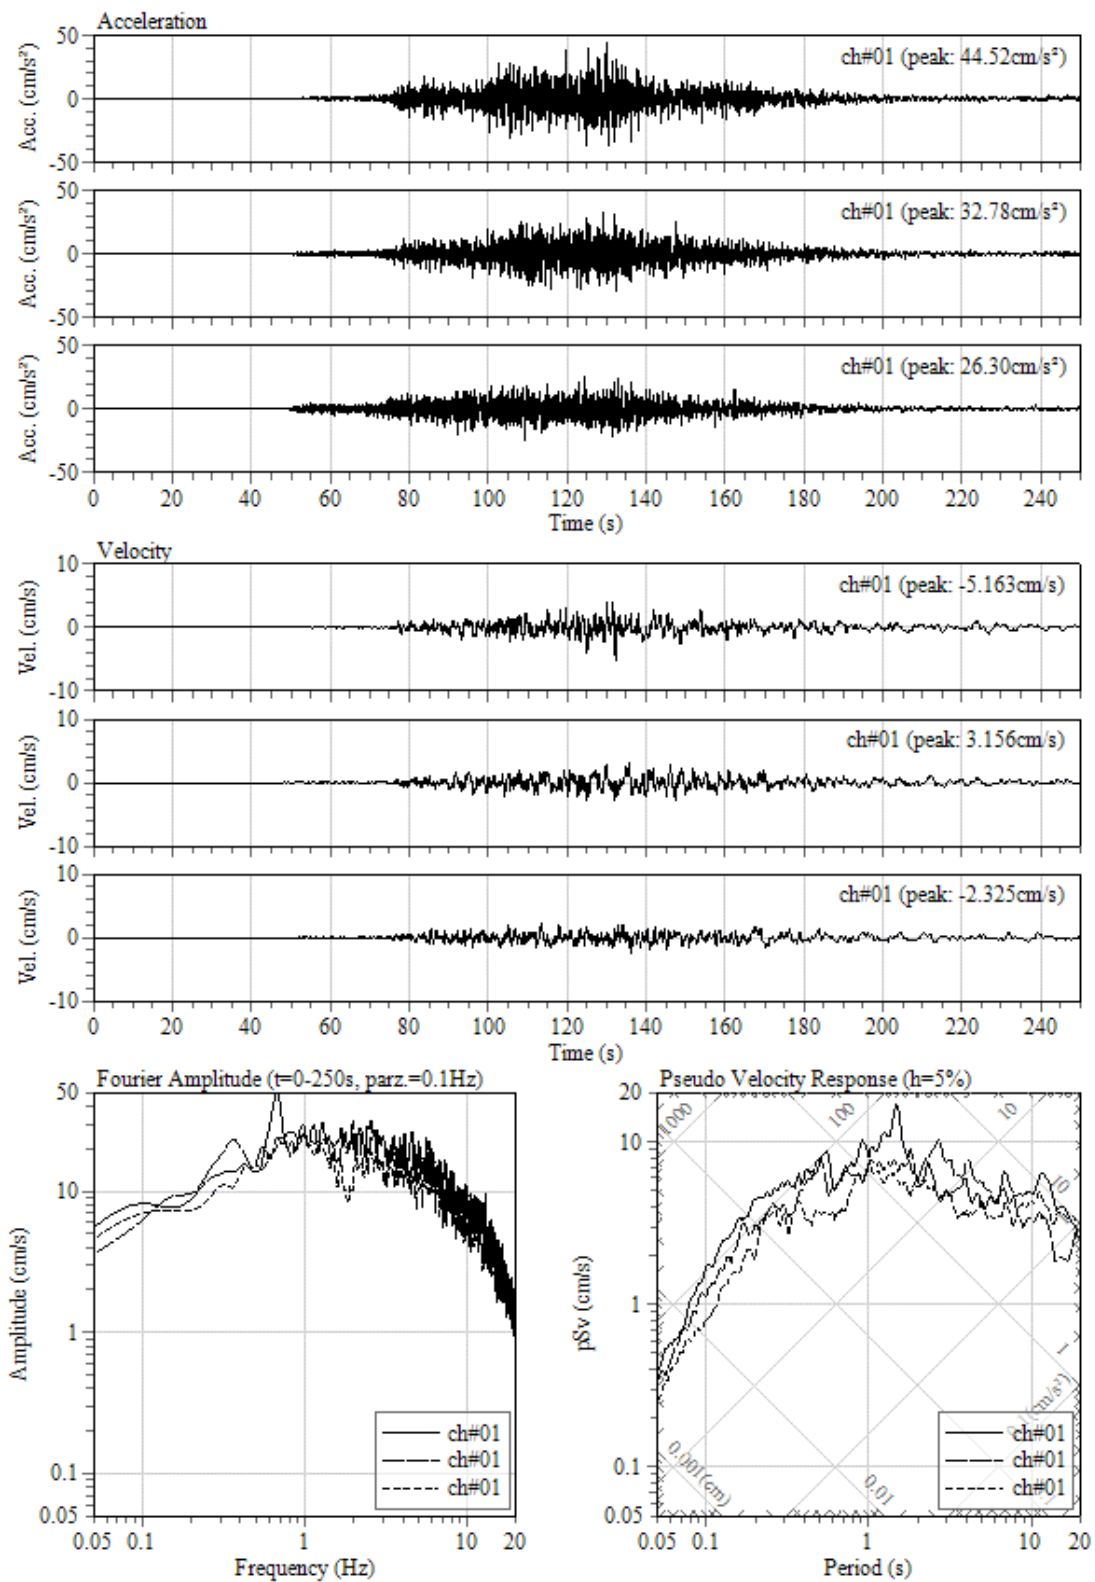 Acceleration
50
0
-50
Acc. (cm/s²)
ch#01 (peak: 44.52cm/s²)
50
0
-50
Acc. (cm/s²)
ch#01 (peak: 32.78cm/s²)
50
0
-50
Acc. (cm/s²)
ch#01 (peak: 26.30cm/s²)
0 20 40 60 80 100 120 140 160 180 200 220 240
Time (s)
Velocity
10
0
-10
Vel. (cm/s)
ch#01 (peak: -5.163cm/s)
10
0
-10
Vel. (cm/s)
ch#01 (peak: 3.156cm/s)
10
0
-10
Vel. (cm/s)
ch#01 (peak: -2.325cm/s)
0 20 40 60 80 100 120 140 160 180 200 220 240
Time (s)
Fourier Amplitude (t=0-250s, parz.=0.1Hz)
50
10
1
0.1
0.05
Amplitude (cm/s)
ch#01
ch#01
ch#01
0.05 0.1 1 10 20
Frequency (Hz)
Pseudo Velocity Response (h=5%)
20
10
1
0.1
0.05
pSv (cm/s)
1000
100
10
10
1
0.1(cm/s²)
0.001(cm)
0.01
ch#01
ch#01
ch#01
0.05 0.1 1 10 20
Period (s)